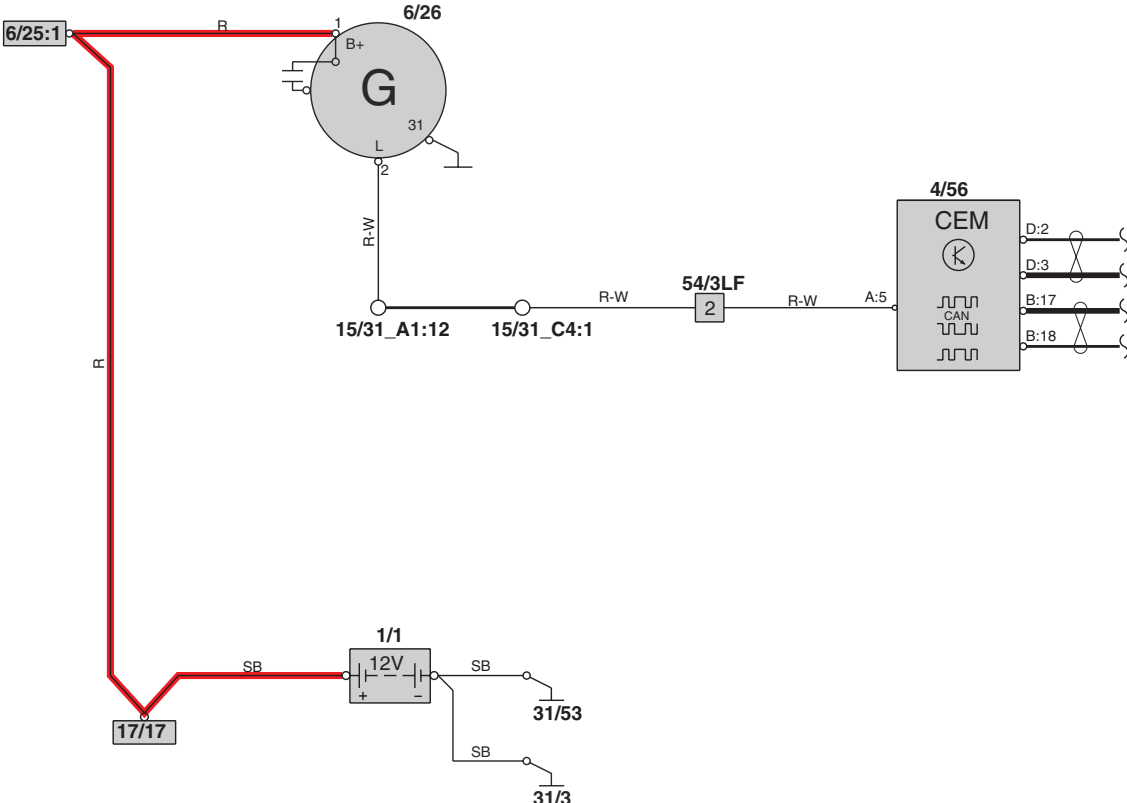 6/26
6/25:1
R
1
B+
G
31
L
2
R-W
4/56
CEM
D:2
D:3
54/3LF
R-W
2
R-W
A:5
B:17
CAN
B:18
15/31_A1:12
15/31_C4:1
R
1/1
12V
SB
SB
+
−
31/53
17/17
SB
31/3